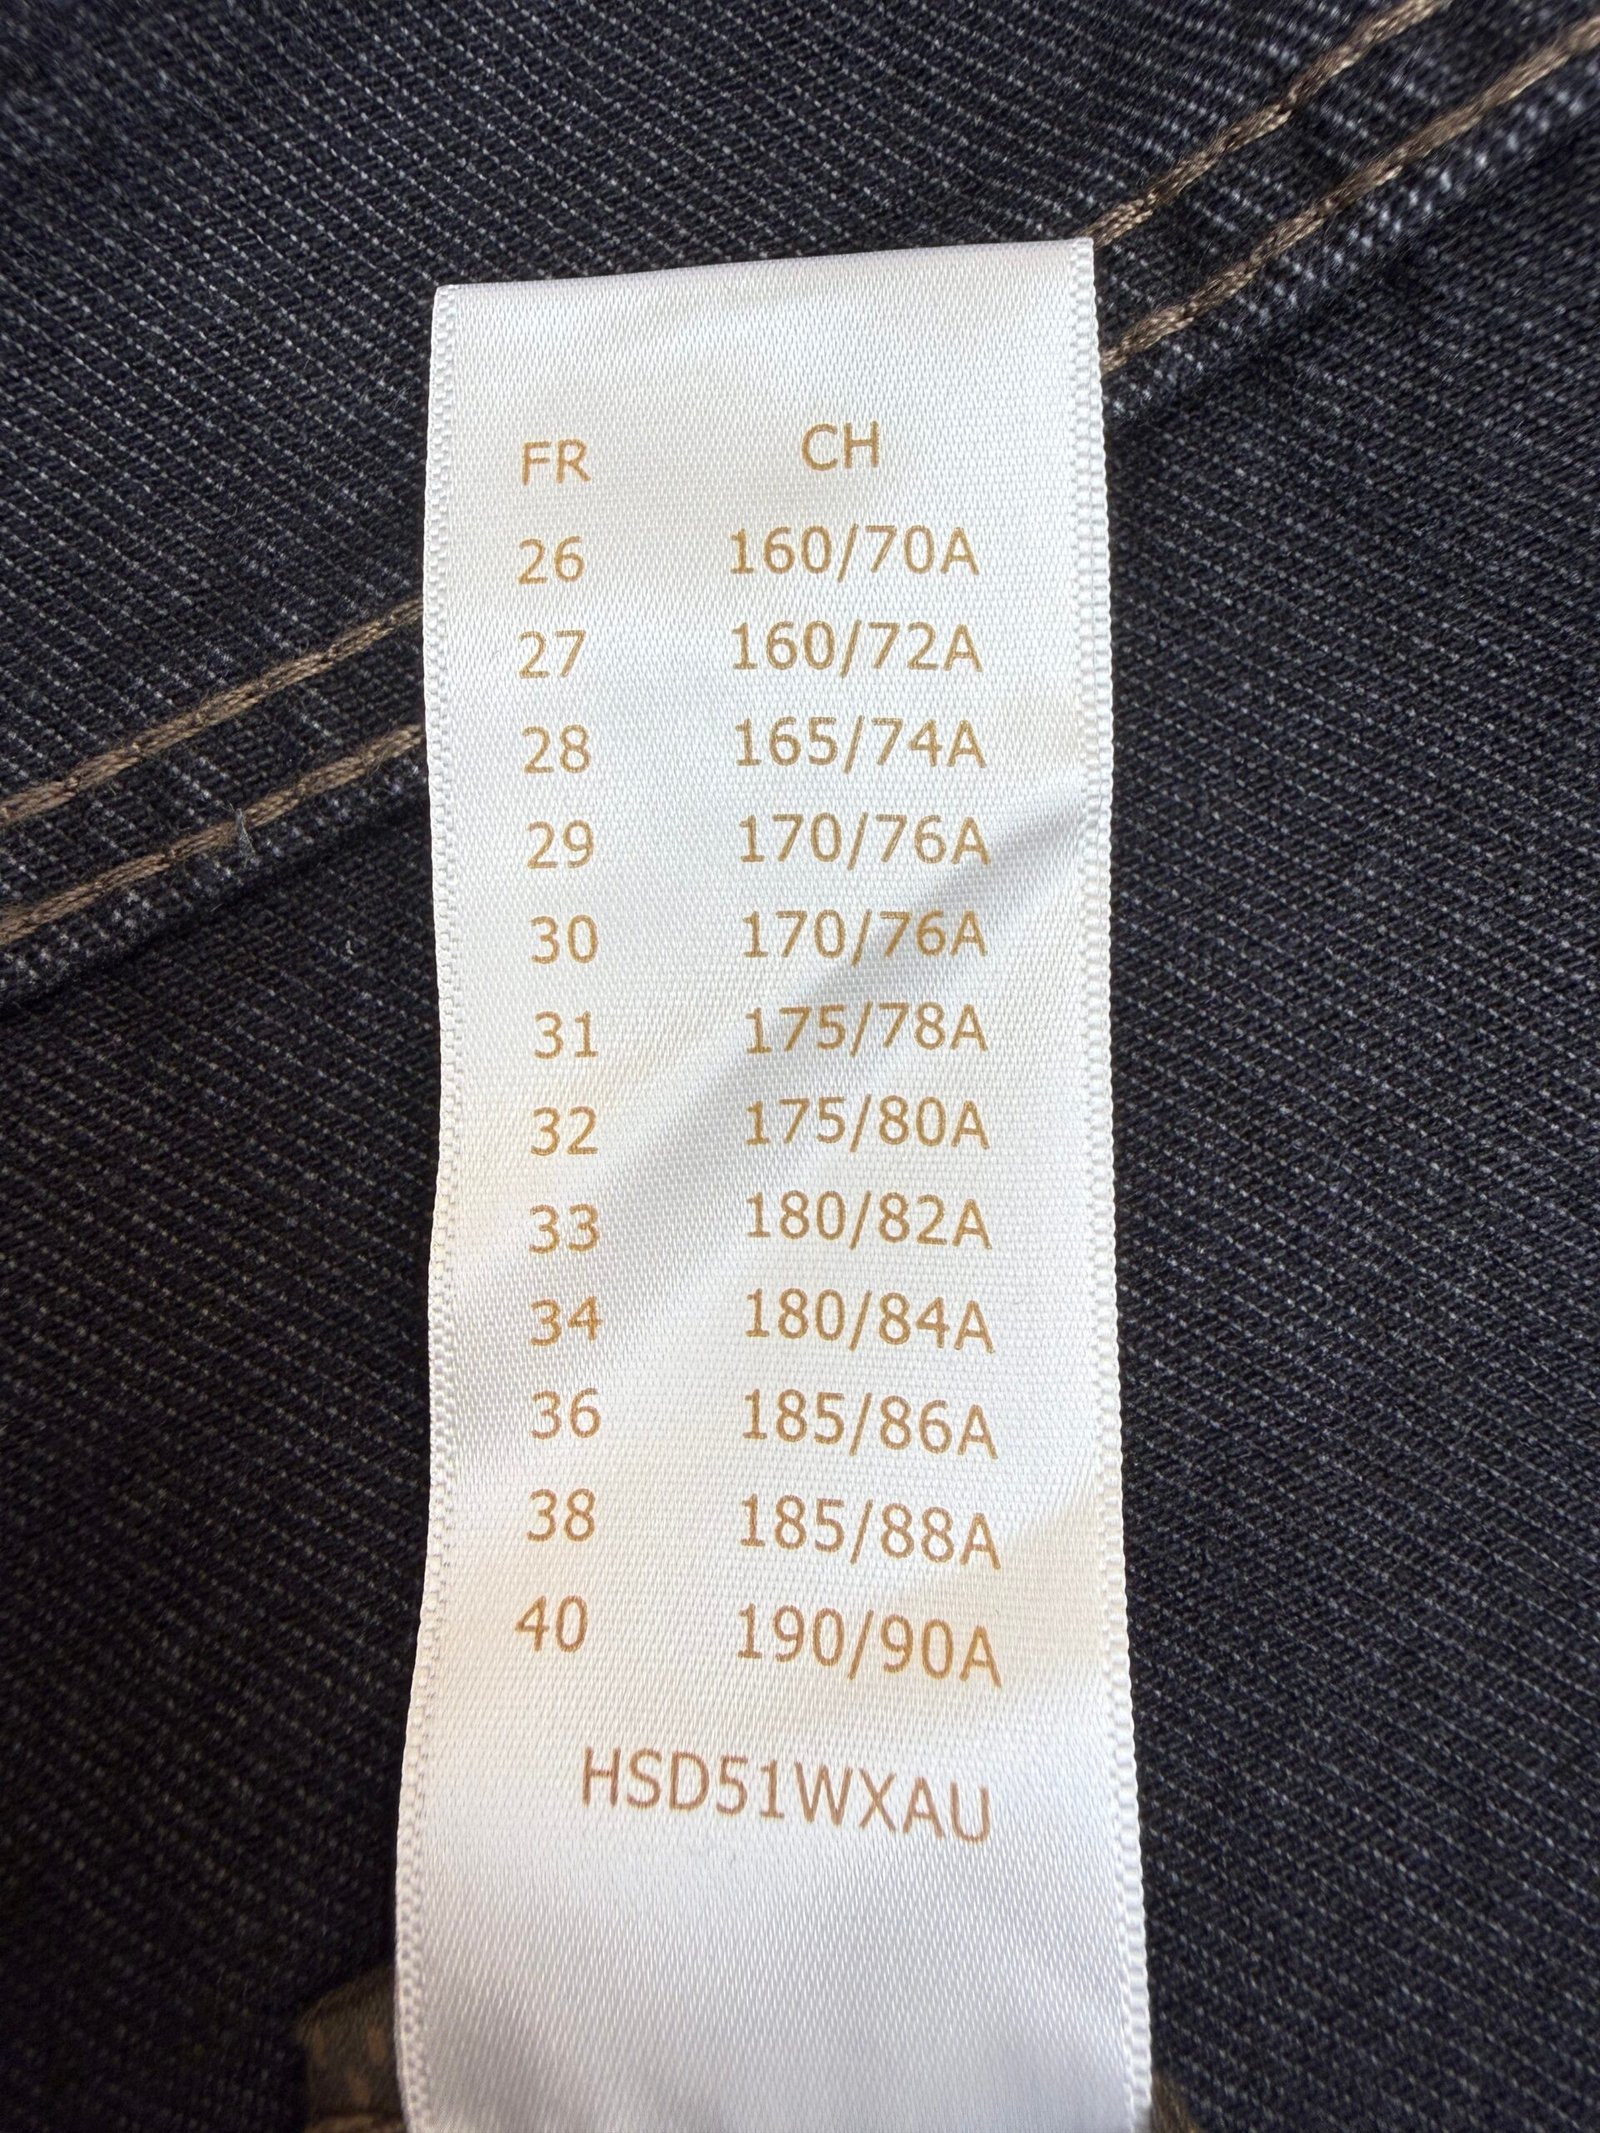 FR CH
26 160/70A
27 160/72A
28 165/74A
29 170/76A
30 170/76A
31 175/78A
32 175/80A
33 180/82A
34 180/84A
36 185/86A
38 185/88A
40 190/90A
HSD51WXAU